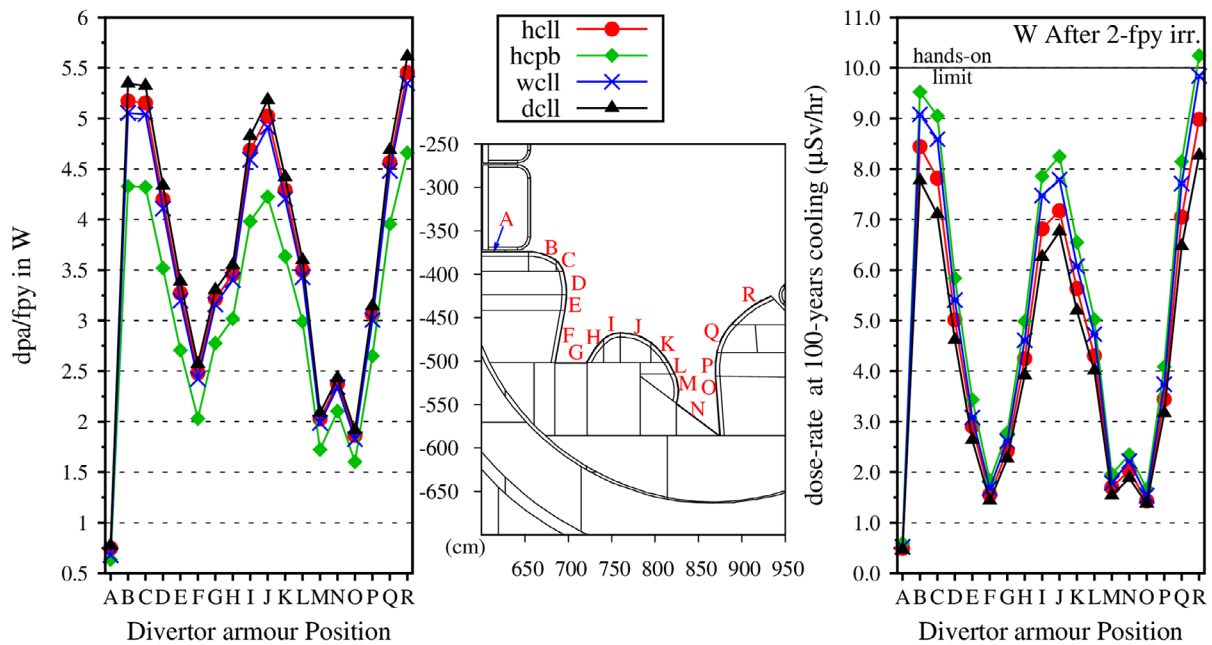 hcll
hcpb
wcll
dcll
6
5.5
5
4.5
4
3.5
3
2.5
2
1.5
1
0.5
dpa/fpy in W
A B C D E F G H I J K L M N O P Q R
Divertor armour Position
-250
-300
-350
-400
-450
-500
-550
-600
-650
(cm)
650 700 750 800 850 900 950
A
B
C
D
E
F
G
H
I
J
K
L
M
N
O
P
Q
R
11.0
10.0
9.0
8.0
7.0
6.0
5.0
4.0
3.0
2.0
1.0
0.0
dose-rate at 100-years cooling (μSv/hr)
W After 2-fpy irr.
hands-on
limit
A B C D E F G H I J K L M N O P Q R
Divertor armour Position